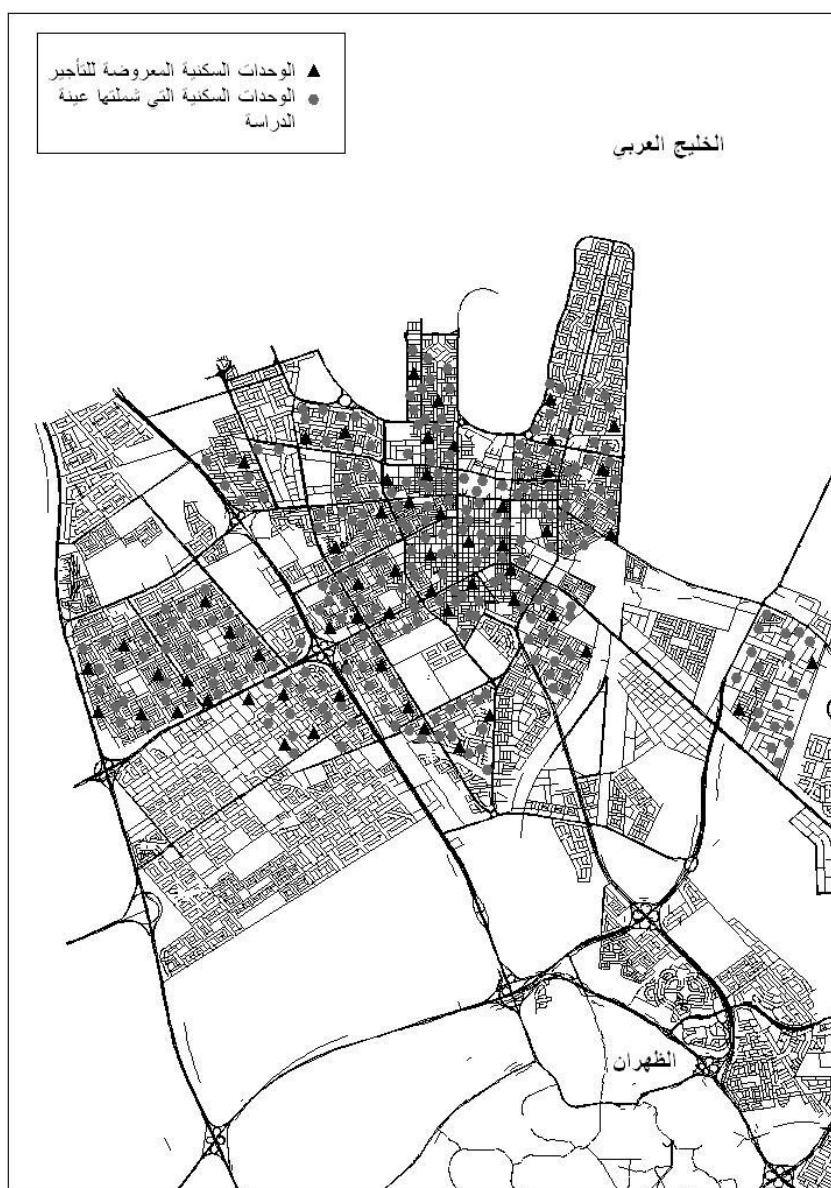 الوحدات السكنية المعروضة للتأجير
الوحدات السكنية التي شملتها عينة
الدراسة
الخليج العربي
الظهران